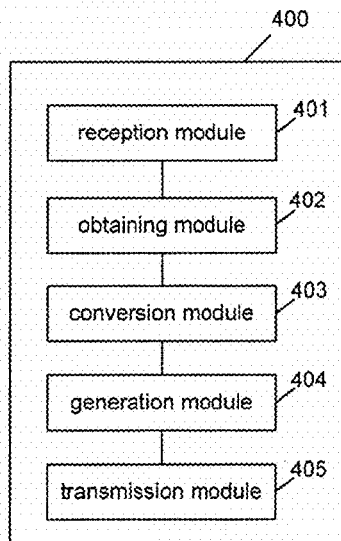 400
reception module
401
obtaining module
402
conversion module
403
generation module
404
transmission module
405